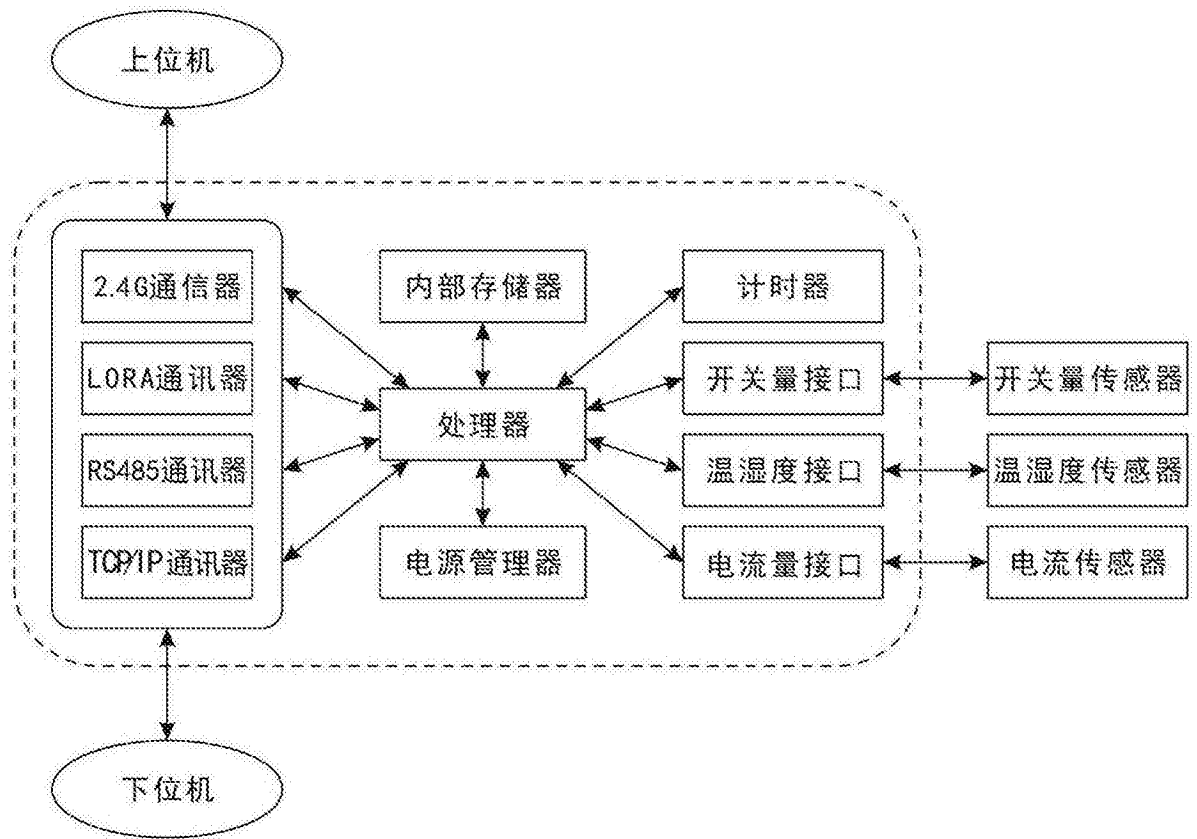 上位机
2.4G通信器
内部存储器
计时器
LORA通讯器
开关量接口
开关量传感器
处理器
RS485通讯器
温湿度接口
温湿度传感器
TCP/IP通讯器
电源管理器
电流量接口
电流传感器
下位机